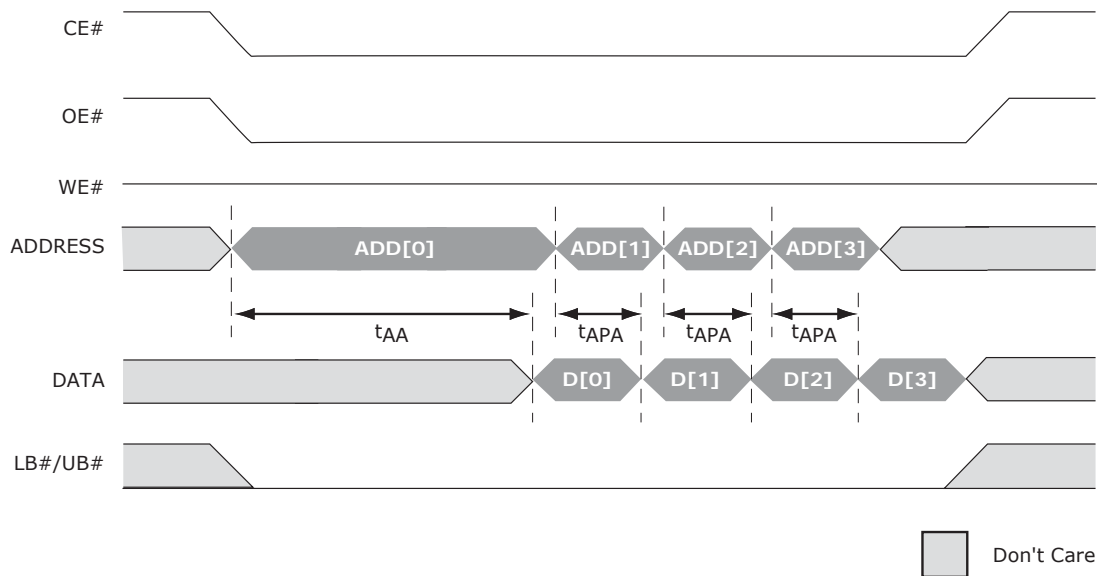 CE#
OE#
WE#
ADDRESS ADD[0] ADD[1] ADD[2] ADD[3]
tAA tAPA tAPA tAPA
DATA D[0] D[1] D[2] D[3]
LB#/UB#
Don't Care